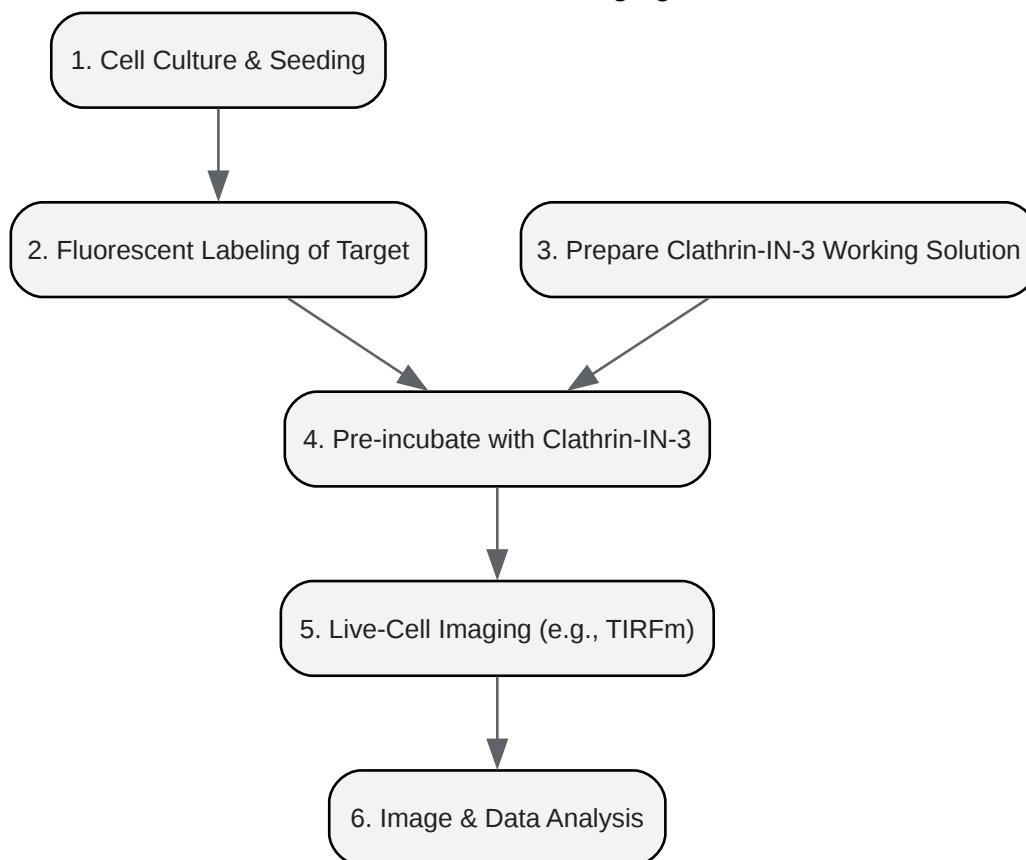 1. Cell Culture & Seeding
2. Fluorescent Labeling of Target
3. Prepare Clathrin-IN-3 Working Solution
4. Pre-incubate with Clathrin-IN-3
5. Live-Cell Imaging (e.g., TIRFm)
6. Image & Data Analysis